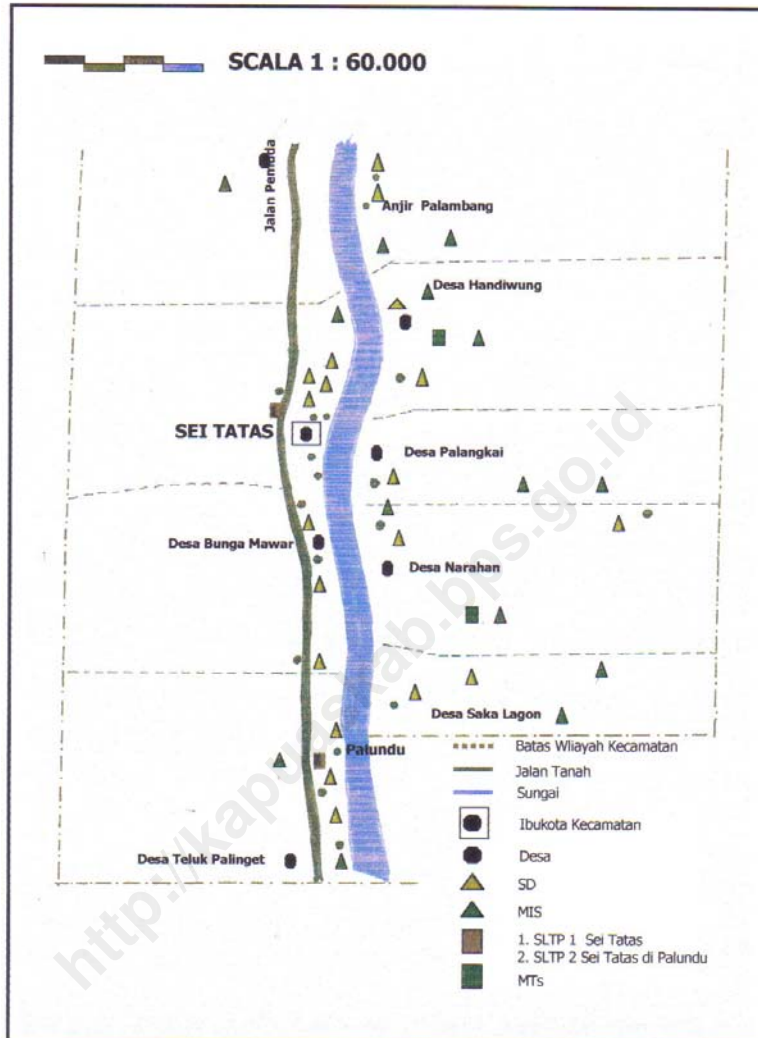 SCALA 1 : 60.000
Jalan Pemuda
Anjir Palambang
Desa Handiwung
SEI TATAS
Desa Palangkai
Desa Bunga Mawar
Desa Narahan
Desa Saka Lagon
Palundu
Desa Teluk Palinget
Batas Wliayah Kecamatan
Jalan Tanah
Sungai
Ibukota Kecamatan
Desa
SD
MIS
1. SLTP 1 Sei Tatas
2. SLTP 2 Sei Tatas di Palundu
MTs
http://kapuaskab.bps.go.id